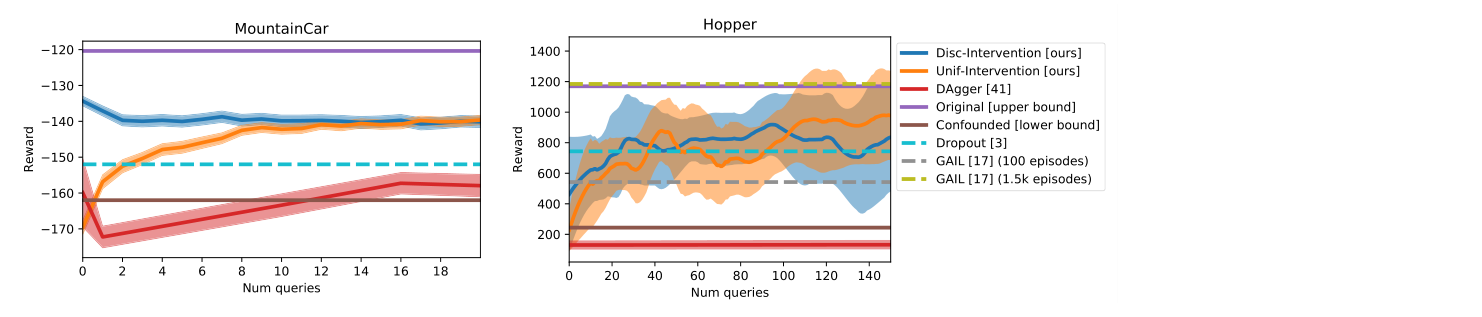 MountainCar
−120
−130
−140
−150
−160
−170
Reward
0 2 4 6 8 10 12 14 16 18
Num queries
Hopper
1400
1200
1000
800
600
400
200
Reward
0 20 40 60 80 100 120 140
Num queries
Disc-Intervention [ours]
Unif-Intervention [ours]
DAgger [41]
Original [upper bound]
Confounded [lower bound]
Dropout [3]
GAIL [17] (100 episodes)
GAIL [17] (1.5k episodes)